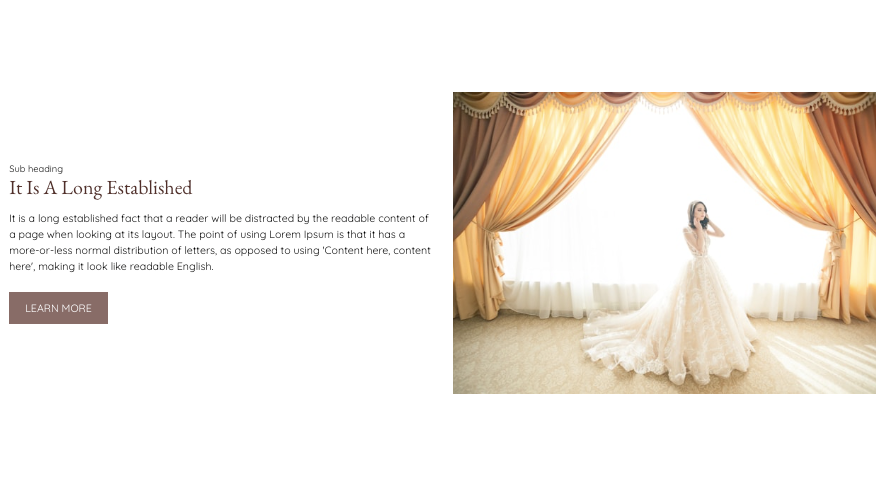 Sub heading
It Is A Long Established
It is a long established fact that a reader will be distracted by the readable content of
a page when looking at its layout. The point of using Lorem Ipsum is that it has a
more-or-less normal distribution of letters, as opposed to using 'Content here, content
here', making it look like readable English.
LEARN MORE